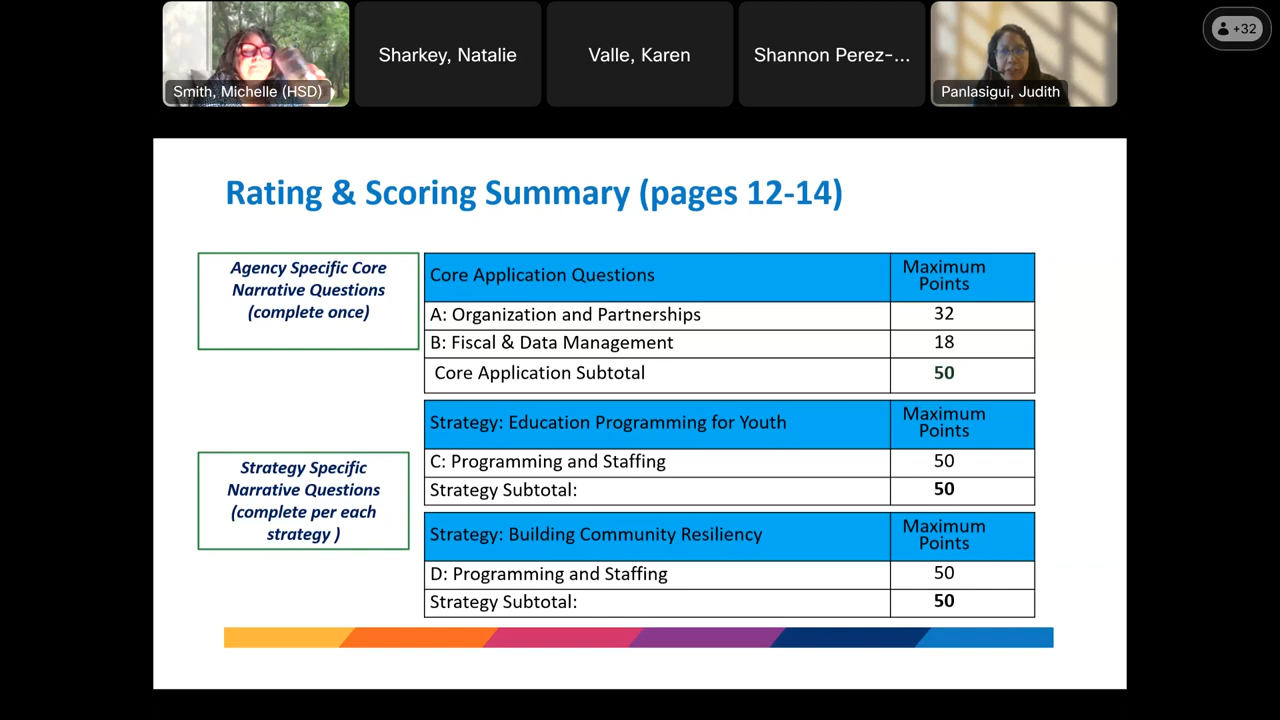 Smith, Michelle (HSD)
Sharkey, Natalie
Valle, Karen
Shannon Perez-...
Panlasigui, Judith
+32
Rating & Scoring Summary (pages 12-14)
Agency Specific Core
Narrative Questions
(complete once)
Core Application Questions
Maximum
Points
A: Organization and Partnerships
32
B: Fiscal & Data Management
18
Core Application Subtotal
50
Strategy Specific
Narrative Questions
(complete per each
strategy )
Strategy: Education Programming for Youth
Maximum
Points
C: Programming and Staffing
50
Strategy Subtotal:
50
Strategy: Building Community Resiliency
Maximum
Points
D: Programming and Staffing
50
Strategy Subtotal:
50